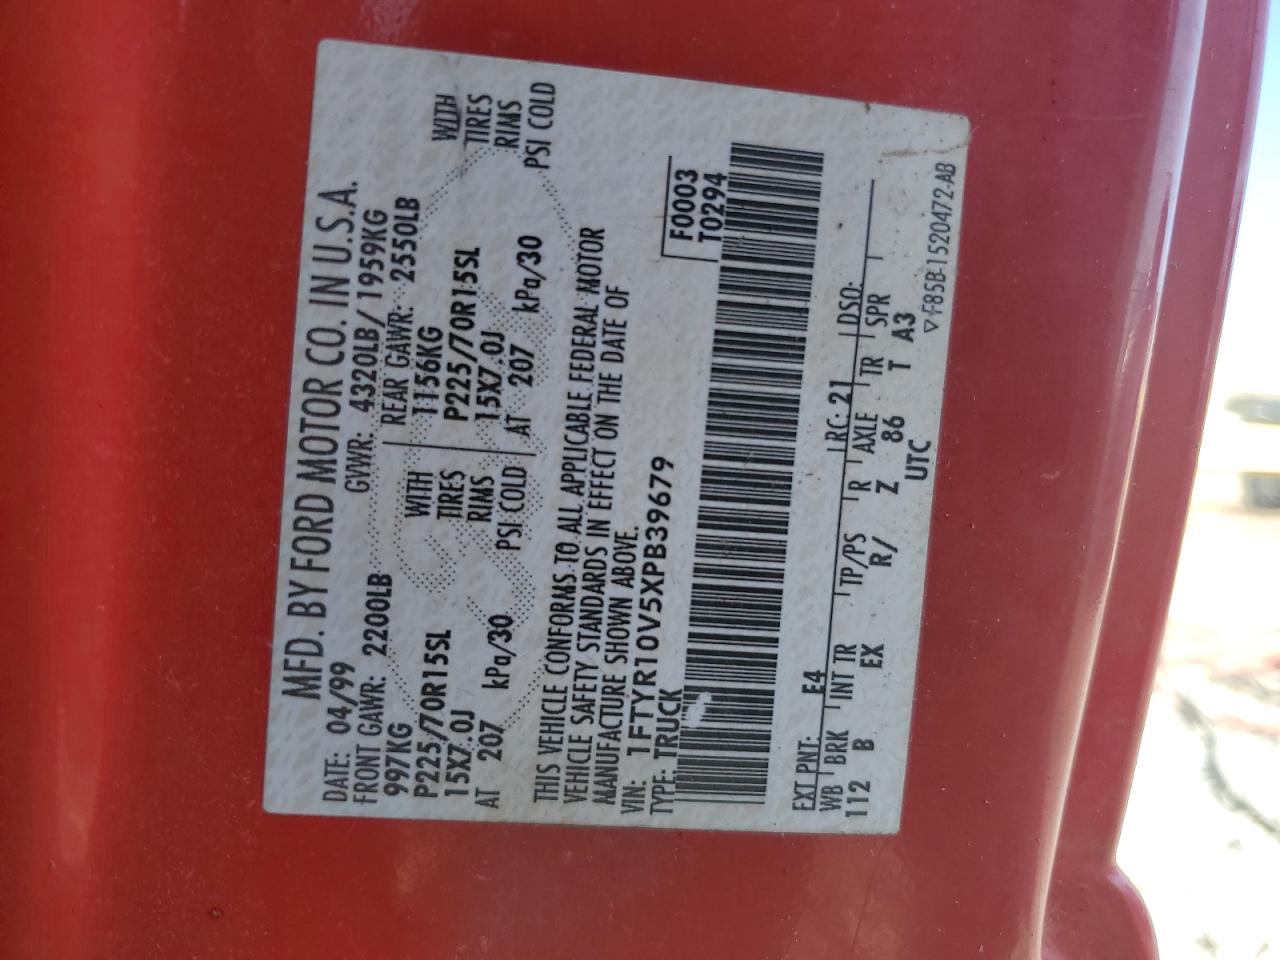 MFD. BY FORD MOTOR CO. IN U.S.A.
DATE: 04/99 GVWR: 4320LB/1959KG
FRONT GAWR: 2200LB REAR GAWR: 2550LB
997KG WITH 1156KG WITH
P225/70R15SL TIRES P225/70R15SL TIRES
15X7.0J RIMS 15X7.0J RIMS
AT 207 kPa/30 PSI COLD AT 207 kPa/30 PSI COLD
THIS VEHICLE CONFORMS TO ALL APPLICABLE FEDERAL MOTOR
VEHICLE SAFETY STANDARDS IN EFFECT ON THE DATE OF
MANUFACTURE SHOWN ABOVE.
VIN: 1FTYR10V5XPB39679 F0003
TYPE: TRUCK T0294
EXT PNT: E4 RC: 21 DSO:
WB BRK INT TR TP/PS R AXLE TR SPR
112 B EX R/ Z 86 T A3
UTC
▽F85B-1520472-AB